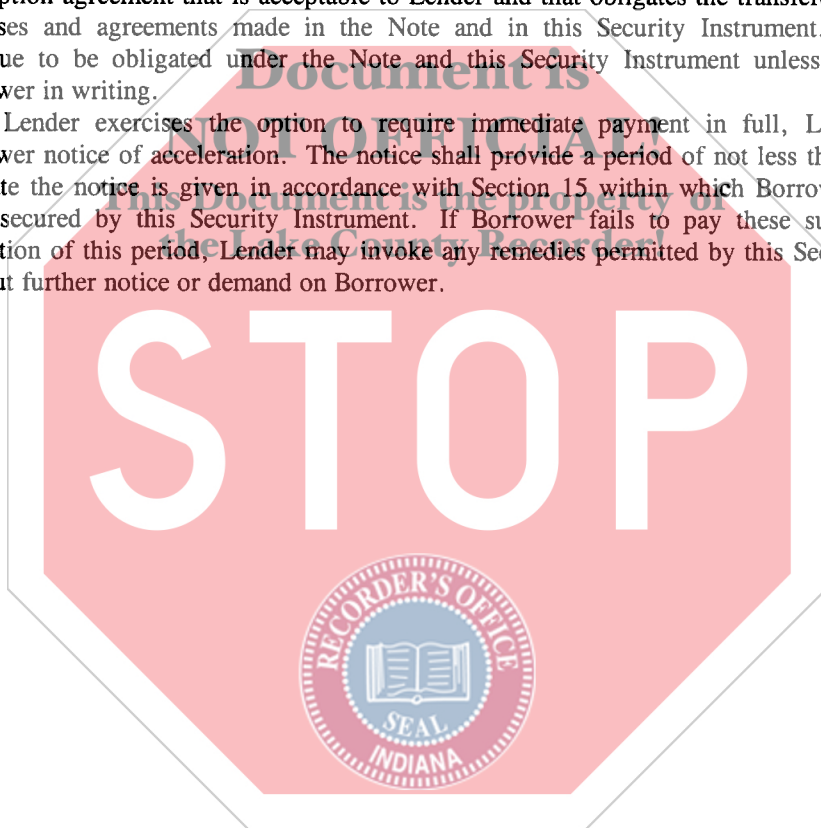 ption agreement that is acceptable to Lender and that obligates the transfer
ses and agreements made in the Note and in this Security Instrument.
ue to be obligated under the Note and this Security Instrument unless
wer in writing.
Lender exercises the option to require immediate payment in full, L
wer notice of acceleration. The notice shall provide a period of not less th
te the notice is given in accordance with Section 15 within which Borrow
secured by this Security Instrument. If Borrower fails to pay these su
tion of this period, Lender may invoke any remedies permitted by this Sec
ut further notice or demand on Borrower.
Document is
NOT OFFICIAL!
This Document is the property of
the Lake County Recorder!
STOP
RECORDER'S OFFICE
SEAL
INDIANA